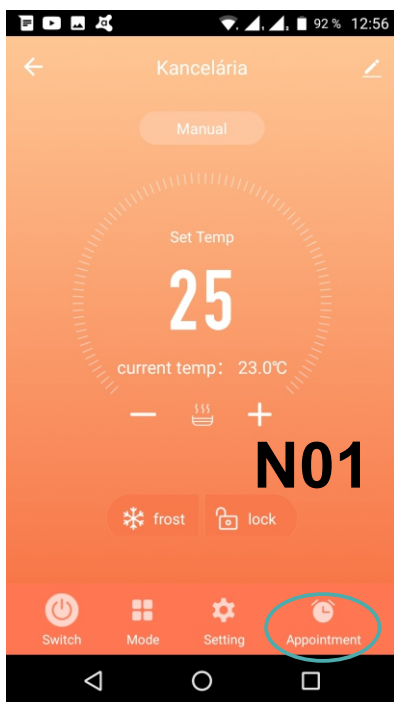 92 % 12:56
Kancelária
Manual
Set Temp
25
current temp: 23.0℃
N01
frost lock
Switch Mode Setting Appointment